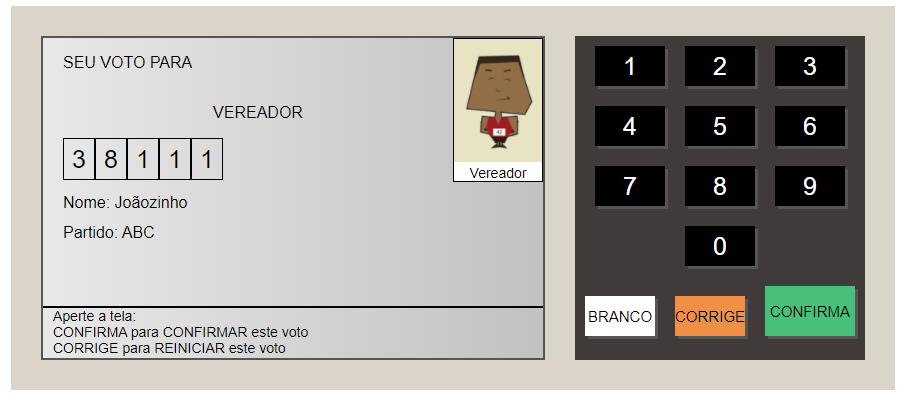 SEU VOTO PARA
VEREADOR
3 8 1 1 1
Nome: Joãozinho
Partido: ABC
42
Vereador
Aperte a tela:
CONFIRMA para CONFIRMAR este voto
CORRIGE para REINICIAR este voto
1 2 3
4 5 6
7 8 9
0
BRANCO CORRIGE CONFIRMA